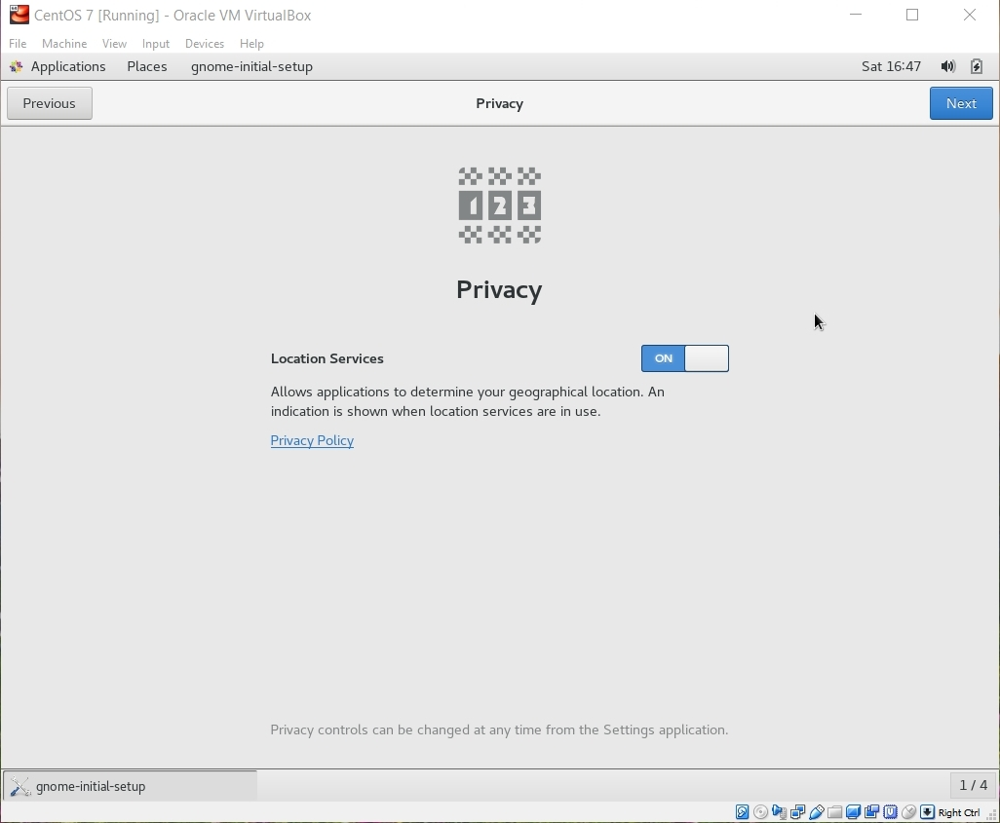 CentOS 7 [Running] - Oracle VM VirtualBox
File Machine View Input Devices Help
Applications Places gnome-initial-setup Sat 16:47
Previous Privacy Next
1 2 3
Privacy
Location Services ON
Allows applications to determine your geographical location. An
indication is shown when location services are in use.
Privacy Policy
Privacy controls can be changed at any time from the Settings application.
gnome-initial-setup 1 / 4
Right Ctrl